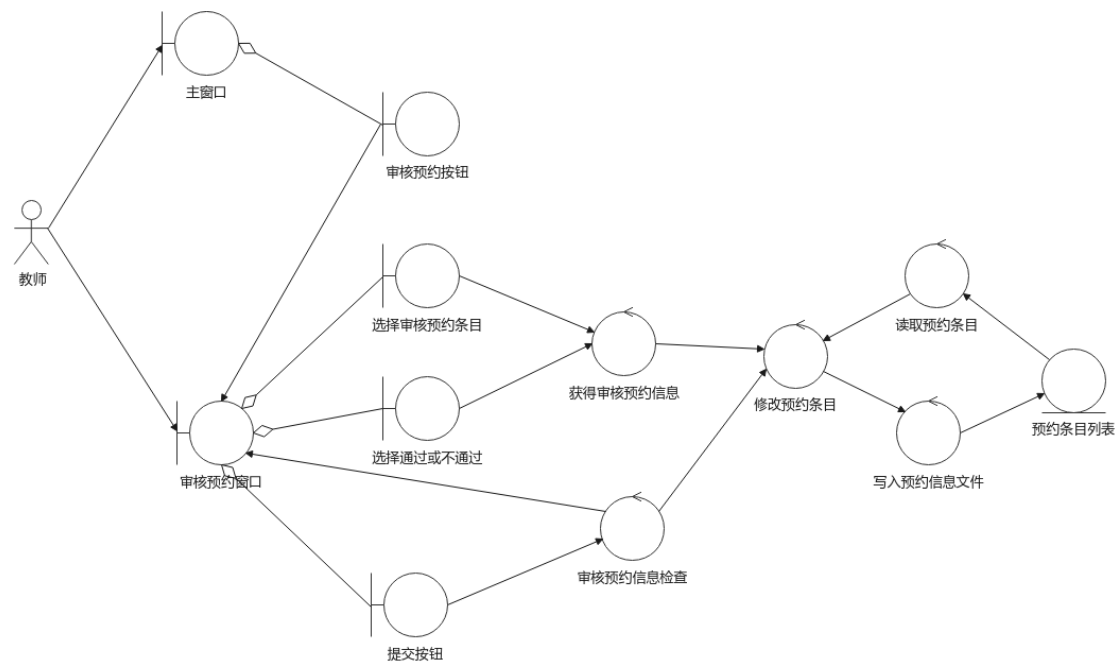 主窗口
审核预约按钮
教师
选择审核预约条目
读取预约条目
获得审核预约信息
修改预约条目
预约条目列表
选择通过或不通过
审核预约窗口
写入预约信息文件
审核预约信息检查
提交按钮